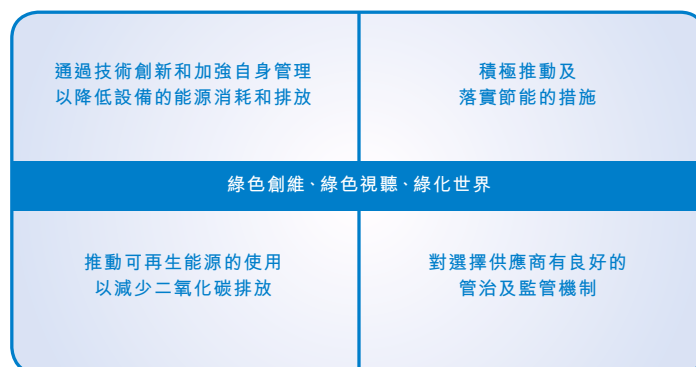 通過技術創新和加強自身管理
以降低設備的能源消耗和排放
積極推動及
落實節能的措施
綠色創維、綠色視聽、綠化世界
推動可再生能源的使用
以減少二氧化碳排放
對選擇供應商有良好的
管治及監管機制